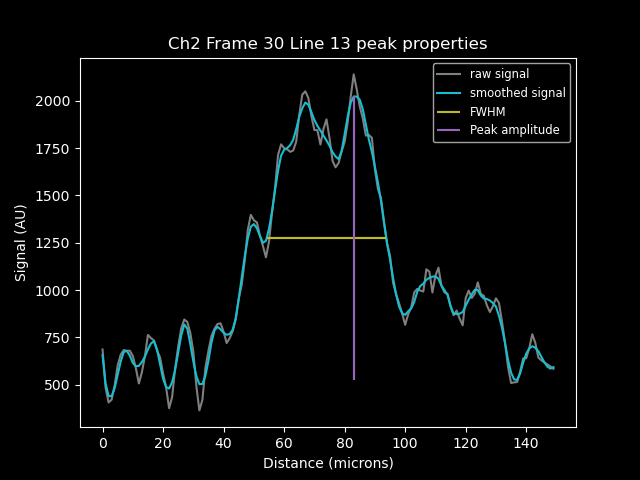 Ch2 Frame 30 Line 13 peak properties
raw signal
smoothed signal
FWHM
Peak amplitude
2000
1750
1500
1250
1000
750
500
Signal (AU)
0 20 40 60 80 100 120 140
Distance (microns)